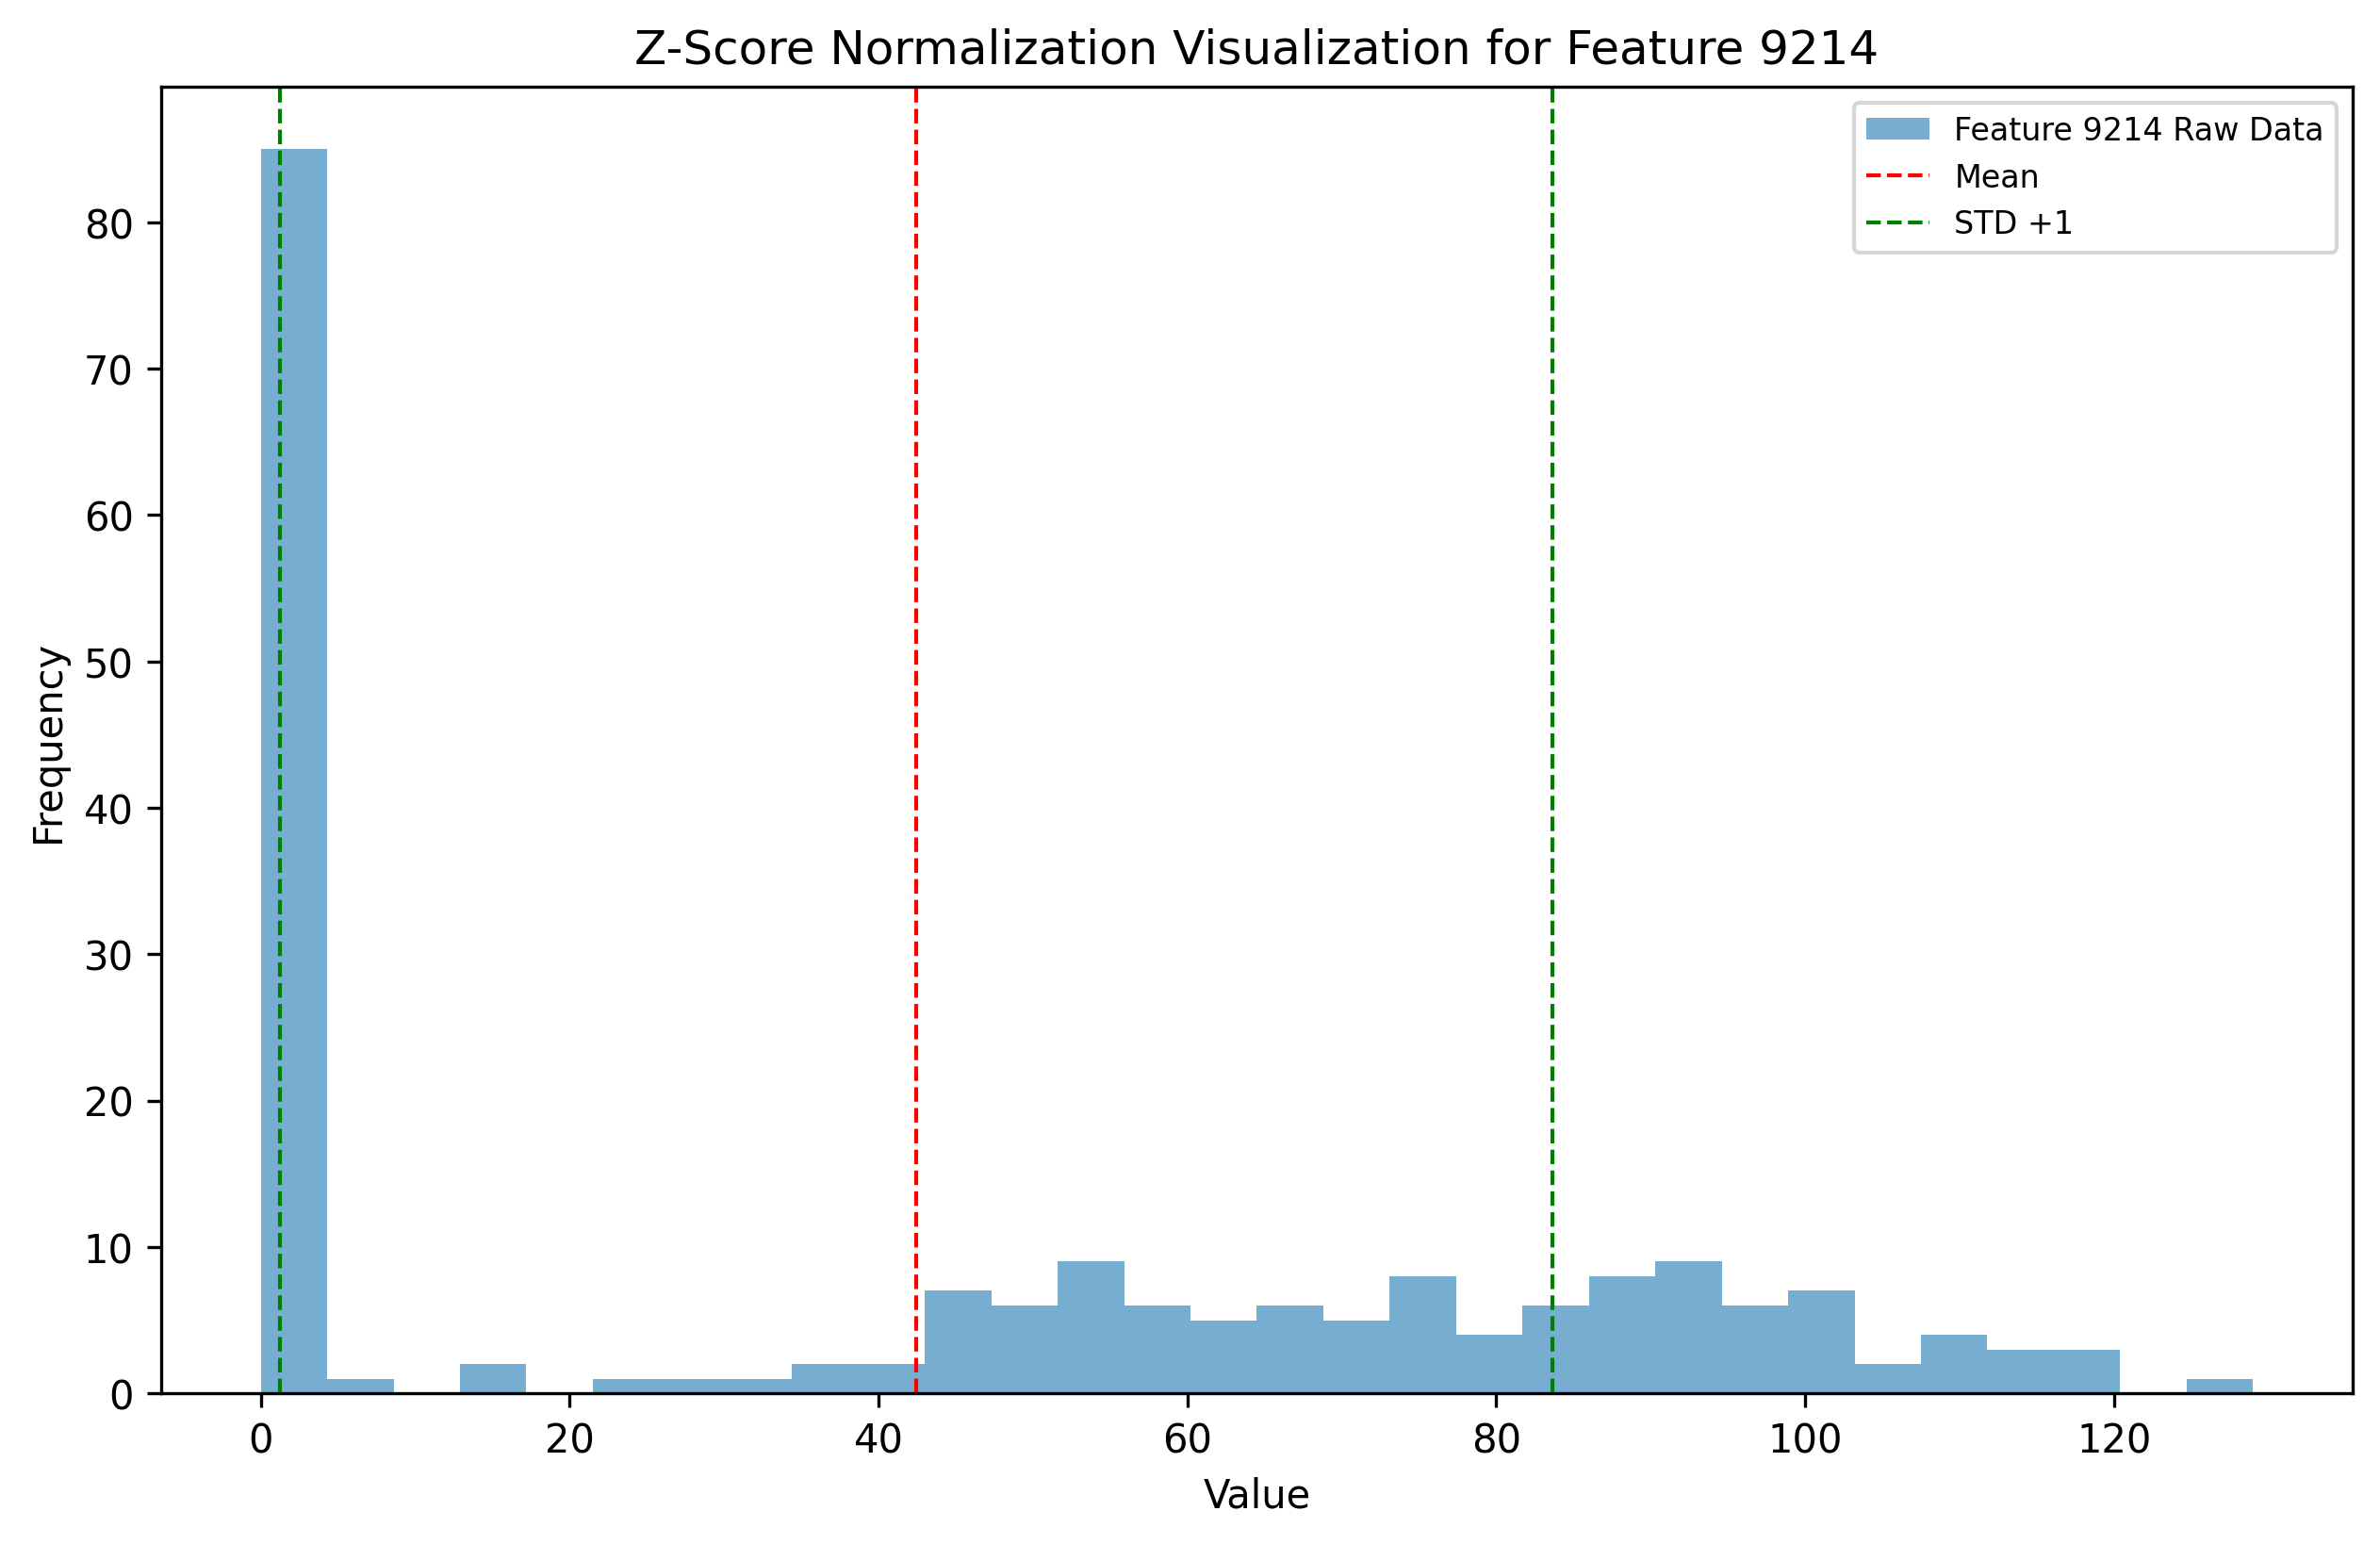 Z-Score Normalization Visualization for Feature 9214
Feature 9214 Raw Data
Mean
STD +1
Frequency
80
70
60
50
40
30
20
10
0
0 20 40 60 80 100 120
Value